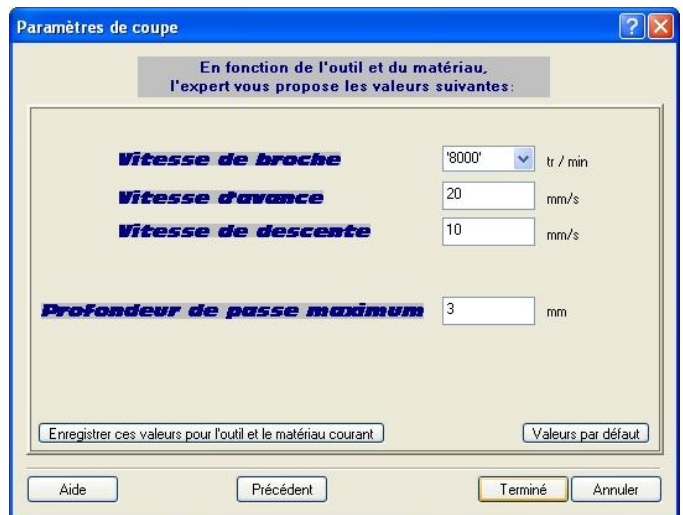 Paramètres de coupe
En fonction de l'outil et du matériau,
l'expert vous propose les valeurs suivantes:
Vitesse de broche '8000' tr / min
Vitesse d'avance 20 mm/s
Vitesse de descente 10 mm/s
Profondeur de passe maximum 3 mm
Enregistrer ces valeurs pour l'outil et le matériau courant Valeurs par défaut
Aide Précédent Terminé Annuler